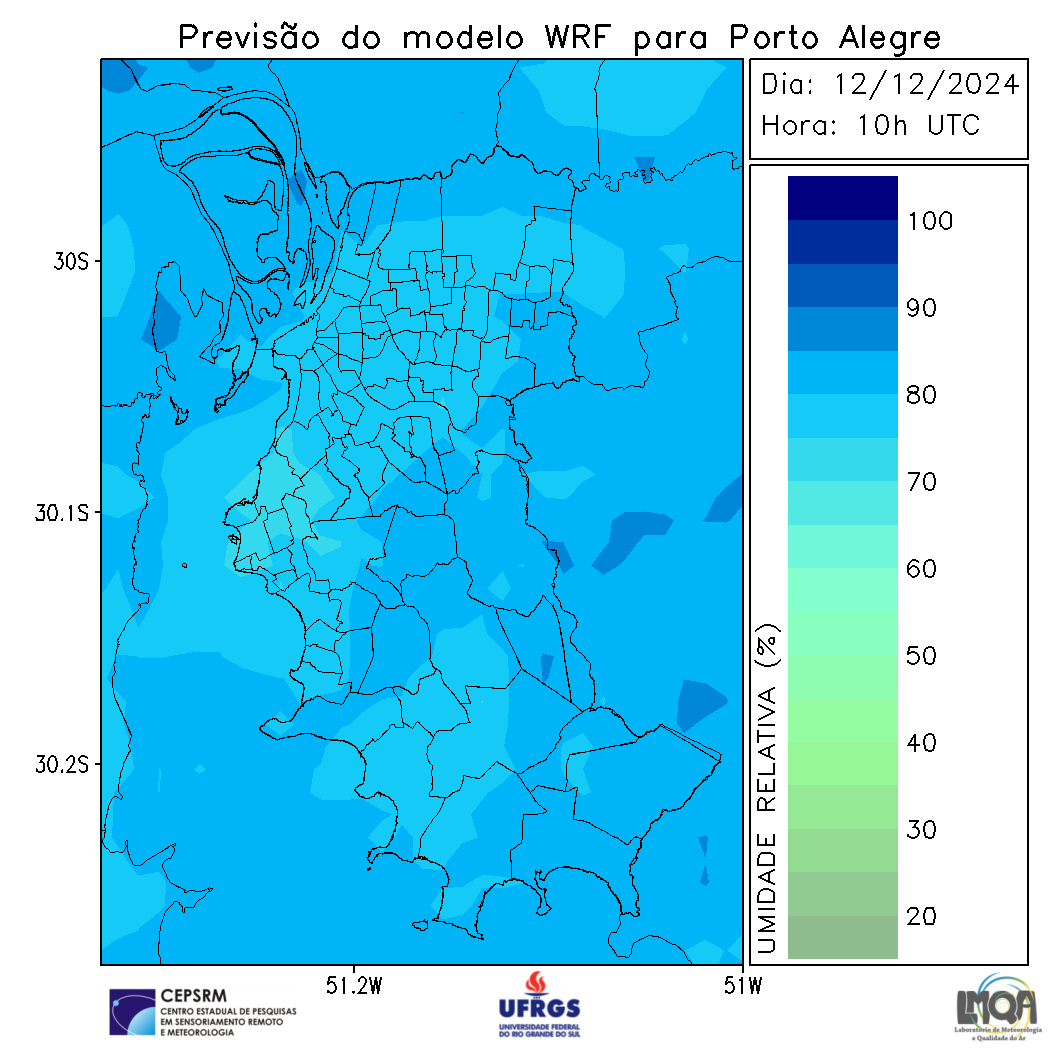 Previsão do modelo WRF para Porto Alegre
Dia: 12/12/2024
Hora: 10h UTC
30S
30.1S
30.2S
51.2W
51W
100
90
80
70
60
50
40
30
20
UMIDADE RELATIVA (%)
CEPSRM
CENTRO ESTADUAL DE PESQUISAS
EM SENSORIAMENTO REMOTO
E METEOROLOGIA
UFRGS
UNIVERSIDADE FEDERAL
DO RIO GRANDE DO SUL
LMQA
Laboratório de Meteorologia
e Qualidade do Ar